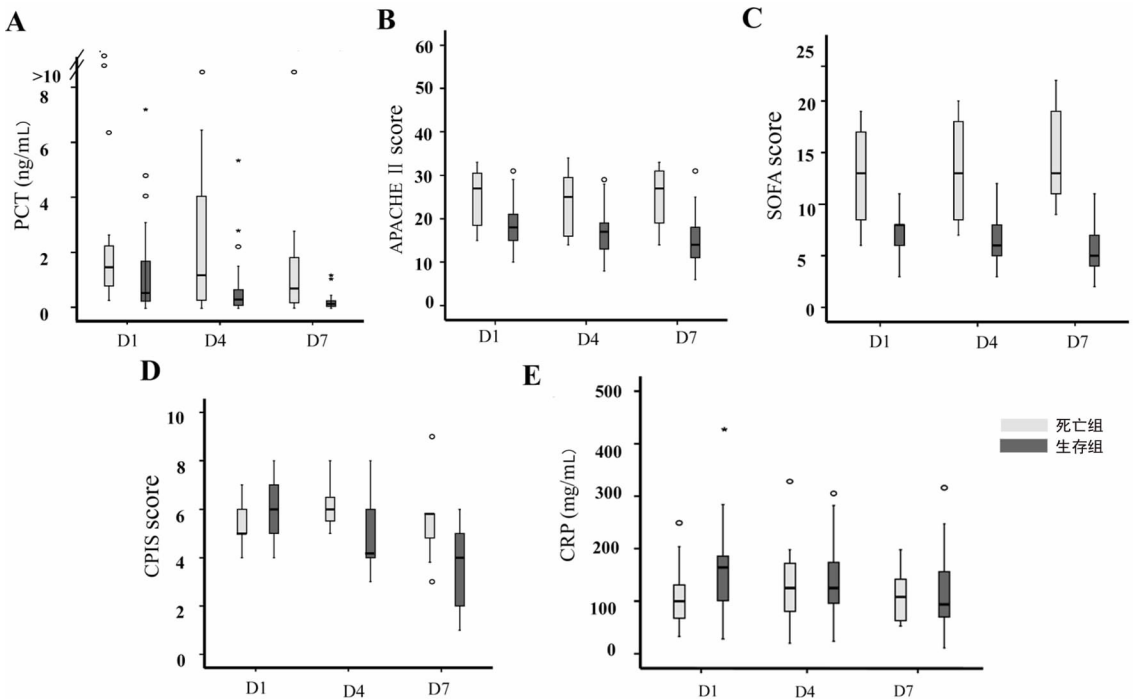 A
PCT (ng/mL)
>10
8
6
4
2
0
D1
D4
D7
B
APACHE II score
60
50
40
30
20
10
0
D1
D4
D7
C
SOFA score
25
20
15
10
5
0
D1
D4
D7
D
CPIS score
10
8
6
4
2
0
D1
D4
D7
E
CRP (mg/mL)
500
400
300
200
100
0
D1
D4
D7
死亡组
生存组